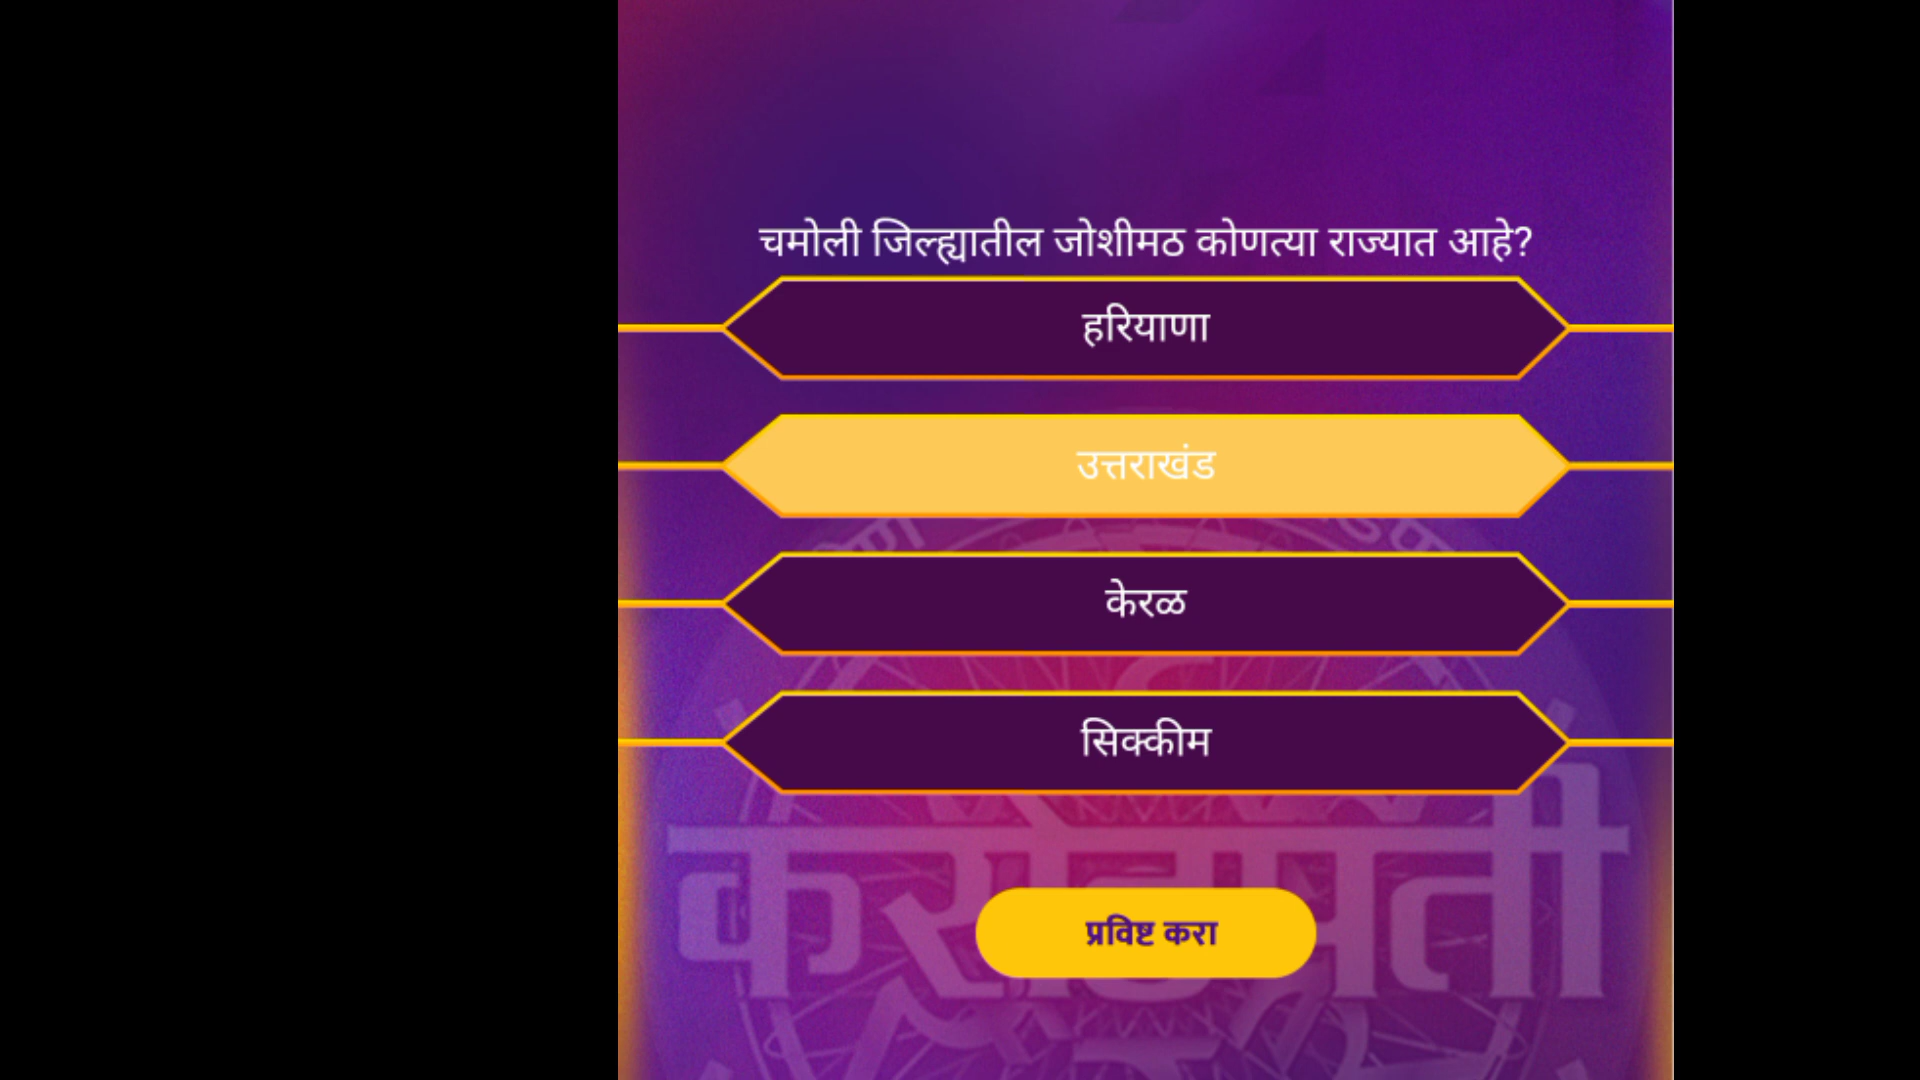 चमोली जिल्ह्यातील जोशीमठ कोणत्या राज्यात आहे?
हरियाणा
उत्तराखंड
केरळ
सिक्कीम
प्रविष्ट करा